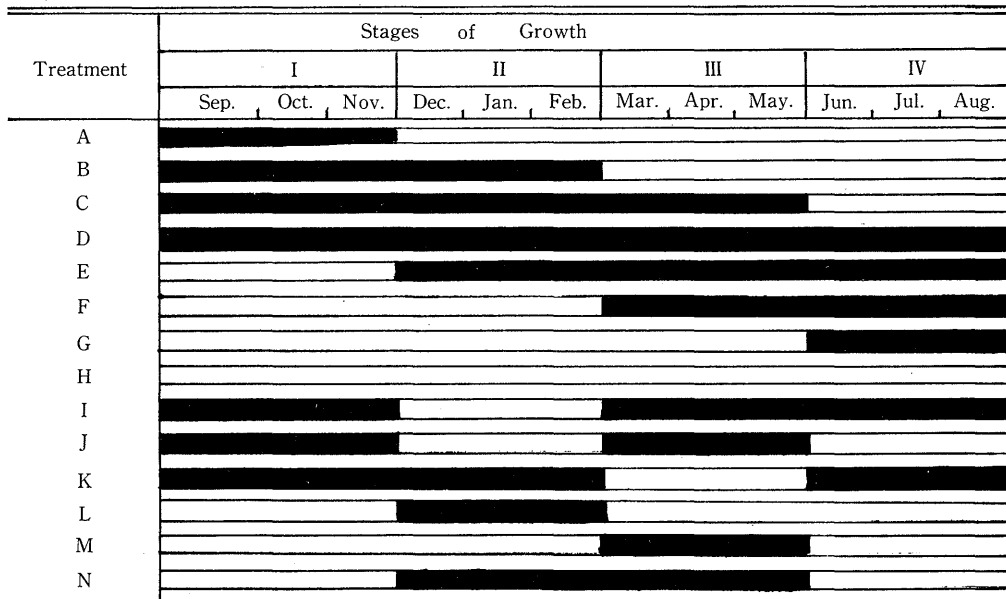 Stages of Growth
Treatment I II III IV
Sep. Oct. Nov. Dec. Jan. Feb. Mar. Apr. May. Jun. Jul. Aug.
A
B
C
D
E
F
G
H
I
J
K
L
M
N